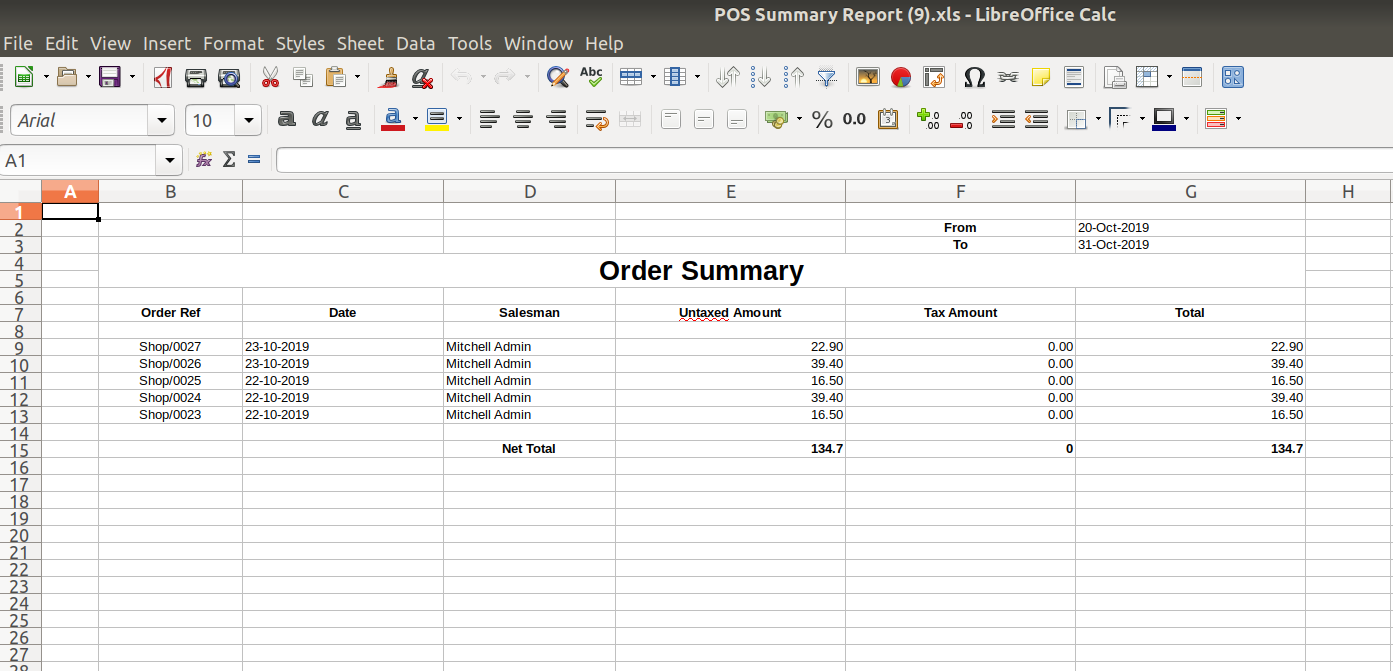 POS Summary Report (9).xls - LibreOffice Calc
File Edit View Insert Format Styles Sheet Data Tools Window Help
Abc
Arial 10 a a a a % 0.0 3 .00 .00
A1 fx Σ =
A B C D E F G H
1
2 From 20-Oct-2019
3 To 31-Oct-2019
4
Order Summary
5
6
7 Order Ref Date Salesman Untaxed Amount Tax Amount Total
8
9 Shop/0027 23-10-2019 Mitchell Admin 22.90 0.00 22.90
10 Shop/0026 23-10-2019 Mitchell Admin 39.40 0.00 39.40
11 Shop/0025 22-10-2019 Mitchell Admin 16.50 0.00 16.50
12 Shop/0024 22-10-2019 Mitchell Admin 39.40 0.00 39.40
13 Shop/0023 22-10-2019 Mitchell Admin 16.50 0.00 16.50
14
15 Net Total 134.7 0 134.7
16
17
18
19
20
21
22
23
24
25
26
27
28